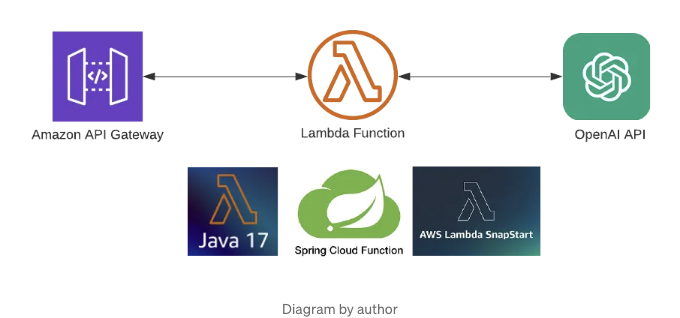 </>
Amazon API Gateway
Lambda Function
OpenAI API
Java 17
Spring Cloud Function
AWS Lambda SnapStart
Diagram by author